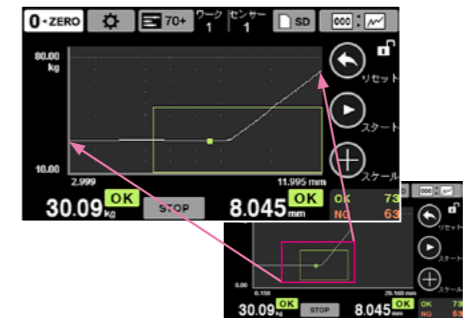 0・ZERO 70+ ワーク 1 センサー 1 SD 000
80.00
kg
リセット
スタート
10.00
スケール
2.999 11.995 mm
30.09 kg OK STOP 8.045 mm OK
OK 73
NG 63
000
リセット
スタート
0.00
スケール
0.150 20.160 mm
30.09 kg OK STOP 8.045 mm OK
OK 73
NG 63